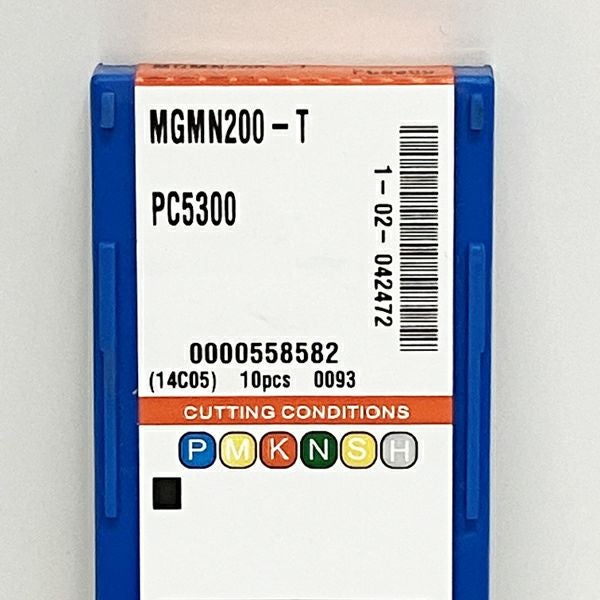 MGMN200-T
PC5300
1-02-042472
0000558582
(14C05) 10pcs 0093
CUTTING CONDITIONS
P M K N S H